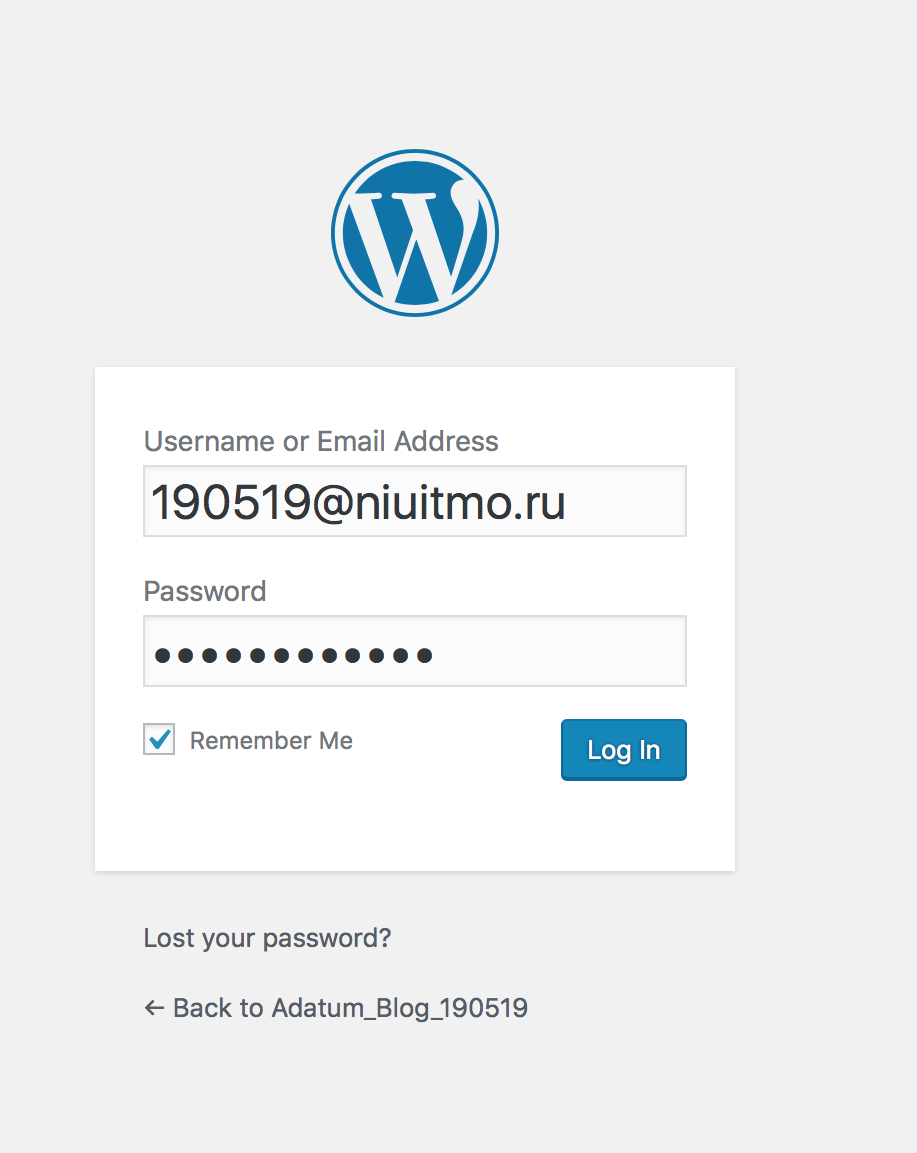 Username or Email Address
190519@niuitmo.ru
Password
••••••••••••
Remember Me
Log In
Lost your password?
← Back to Adatum_Blog_190519